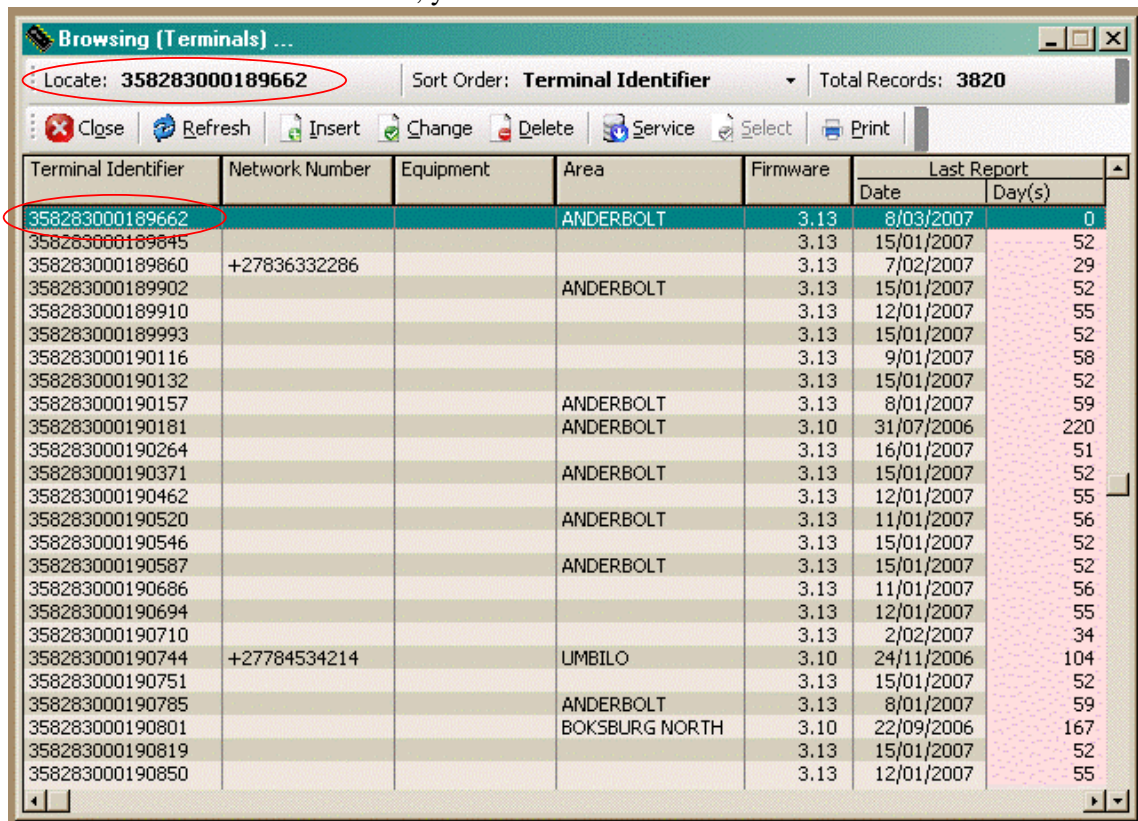 Browsing (Terminals) ...
Locate: 358283000189662 Sort Order: Terminal Identifier Total Records: 3820
Close Refresh Insert Change Delete Service Select Print
Terminal Identifier Network Number Equipment Area Firmware Last Report
Date Day(s)
358283000189662 ANDERBOLT 3.13 8/03/2007 0
358283000189845 3.13 15/01/2007 52
358283000189860 +27836332286 3.13 7/02/2007 29
358283000189902 ANDERBOLT 3.13 15/01/2007 52
358283000189910 3.13 12/01/2007 55
358283000189993 3.13 15/01/2007 52
358283000190116 3.13 9/01/2007 58
358283000190132 3.13 15/01/2007 52
358283000190157 ANDERBOLT 3.13 8/01/2007 59
358283000190181 ANDERBOLT 3.10 31/07/2006 220
358283000190264 3.13 16/01/2007 51
358283000190371 ANDERBOLT 3.13 15/01/2007 52
358283000190462 3.13 12/01/2007 55
358283000190520 ANDERBOLT 3.13 11/01/2007 56
358283000190546 3.13 15/01/2007 52
358283000190587 ANDERBOLT 3.13 15/01/2007 52
358283000190686 3.13 11/01/2007 56
358283000190694 3.13 12/01/2007 55
358283000190710 3.13 2/02/2007 34
358283000190744 +27784534214 UMBILO 3.10 24/11/2006 104
358283000190751 3.13 15/01/2007 52
358283000190785 ANDERBOLT 3.13 8/01/2007 59
358283000190801 BOKSBURG NORTH 3.10 22/09/2006 167
358283000190819 3.13 15/01/2007 52
358283000190850 3.13 12/01/2007 55